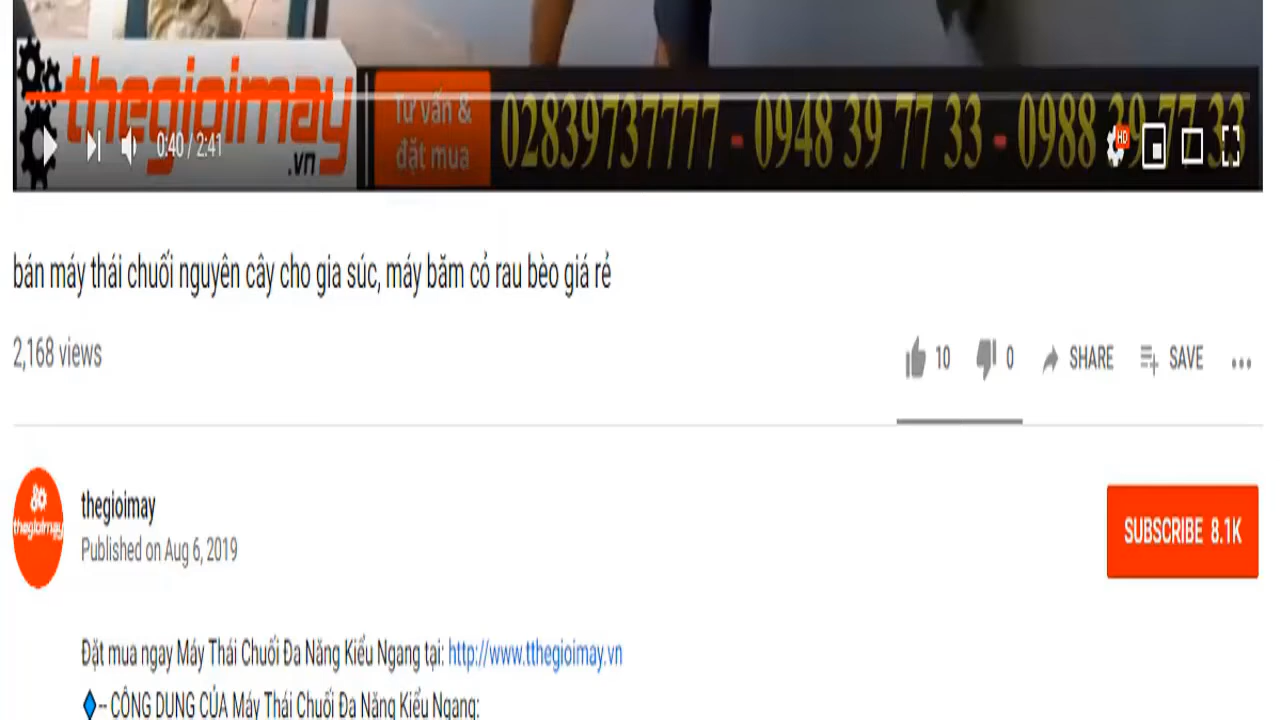 thegioimay
.vn
Tư vấn &
đặt mua
02839737777 - 0948 39 77 33 - 0988 39 77 33
HD
0:40 / 2:41
bán máy thái chuối nguyên cây cho gia súc, máy băm cỏ rau bèo giá rẻ
2,168 views
10 0 SHARE SAVE
thegioimay
thegioimay
Published on Aug 6, 2019
SUBSCRIBE 8.1K
Đặt mua ngay Máy Thái Chuối Đa Năng Kiểu Ngang tại: http://www.tthegioimay.vn
-- CÔNG DỤNG CỦA Máy Thái Chuối Đa Năng Kiểu Ngang: